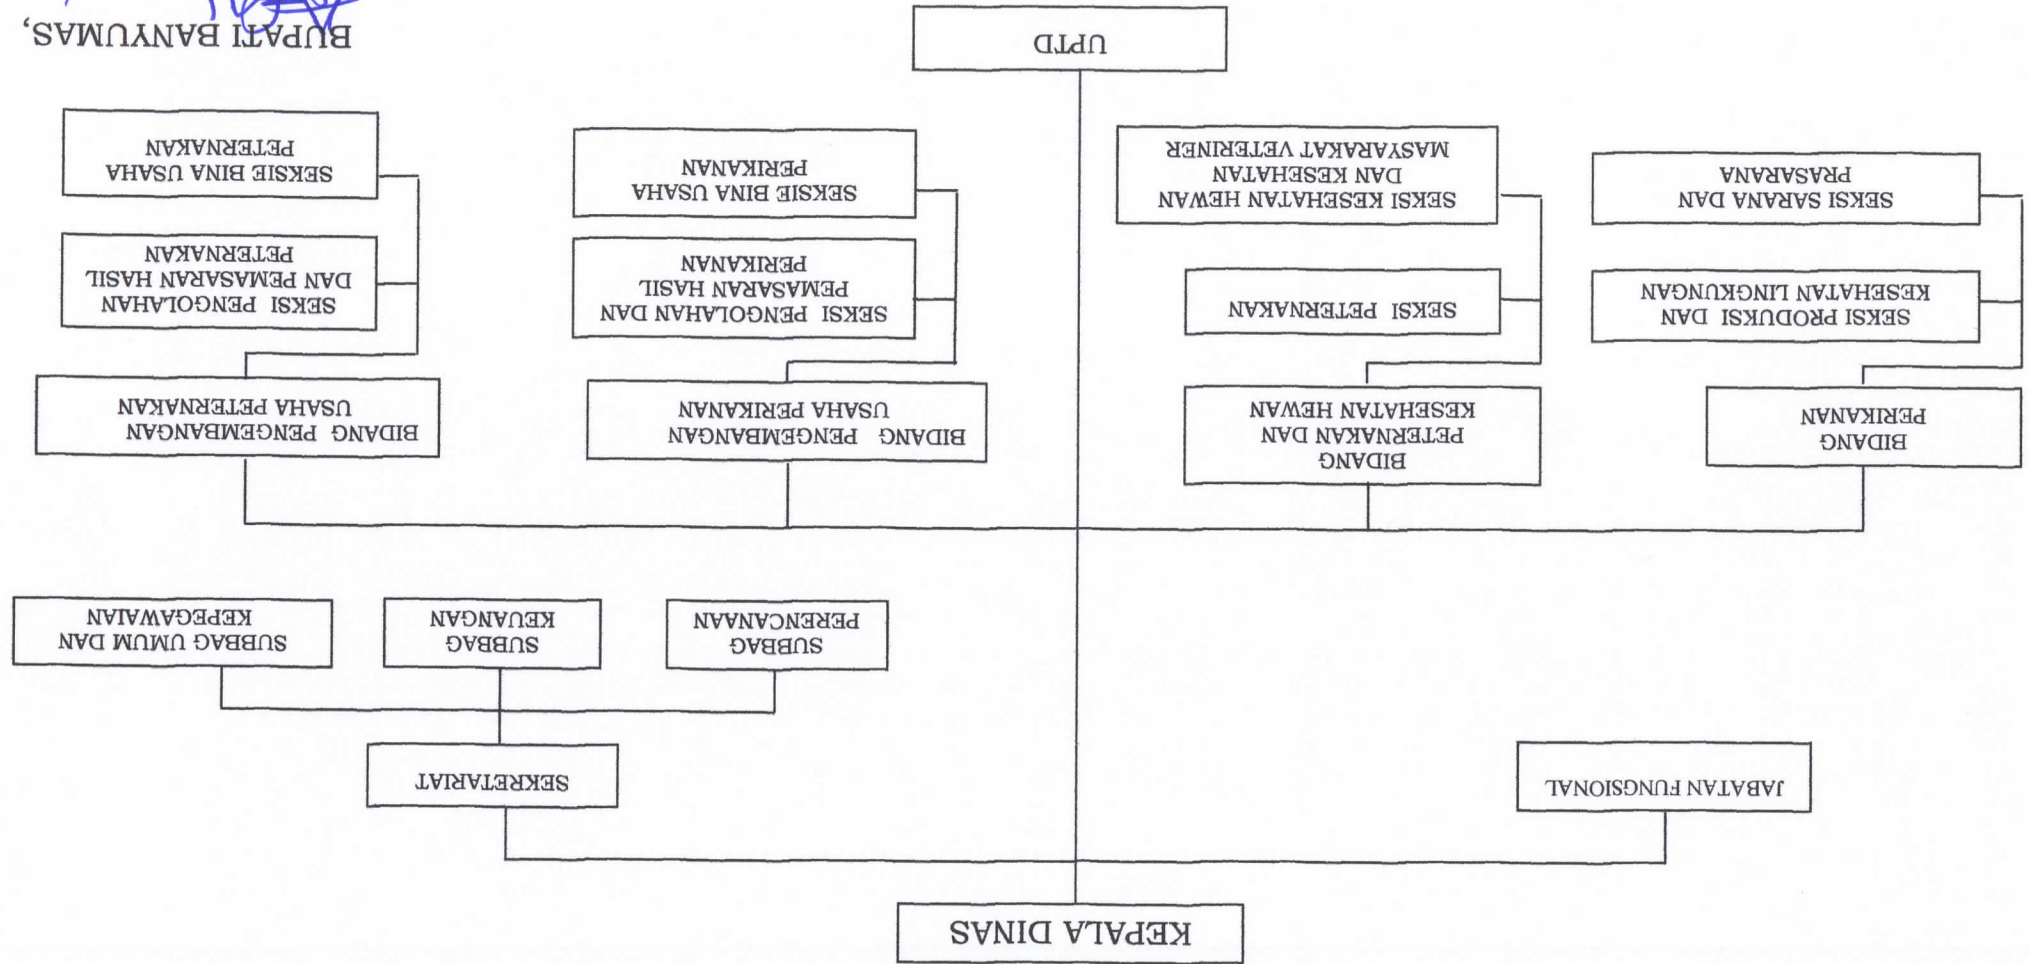 KEPALA DINAS
JABATAN FUNGSIONAL
SEKRETARIAT
SUBBAG
PERENCANAAN
SUBBAG
KEUANGAN
SUBBAG UMUM DAN
KEPEGAWAIAN
BIDANG
PERIKANAN
SEKSI PRODUKSI DAN
KESEHATAN LINGKUNGAN
SEKSI SARANA DAN
PRASARANA
BIDANG
PETERNAKAN DAN
KESEHATAN HEWAN
SEKSI PETERNAKAN
SEKSI KESEHATAN HEWAN
DAN KESEHATAN
MASYARAKAT VETERINER
BIDANG PENGEMBANGAN
USAHA PERIKANAN
SEKSI PENGOLAHAN DAN
PEMASARAN HASIL
PERIKANAN
SEKSIE BINA USAHA
PERIKANAN
BIDANG PENGEMBANGAN
USAHA PETERNAKAN
SEKSI PENGOLAHAN
DAN PEMASARAN HASIL
PETERNAKAN
SEKSIE BINA USAHA
PETERNAKAN
UPTD
BUPATI BANYUMAS,